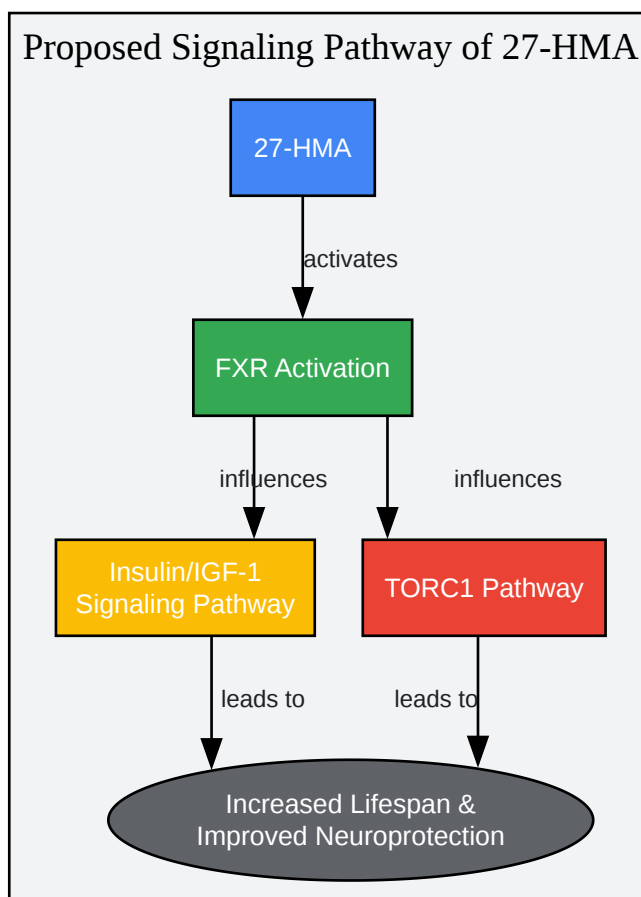 Proposed Signaling Pathway of 27-HMA
27-HMA
activates
FXR Activation
influences
influences
Insulin/IGF-1
Signaling Pathway
TORC1 Pathway
leads to
leads to
Increased Lifespan &
Improved Neuroprotection